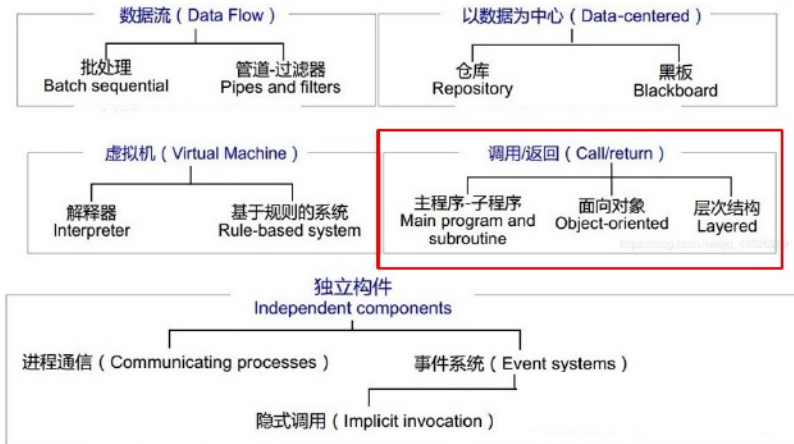 数据流 ( Data Flow )
以数据为中心 ( Data-centered )
批处理
Batch sequential
管道-过滤器
Pipes and filters
仓库
Repository
黑板
Blackboard
虚拟机 ( Virtual Machine )
调用/返回 ( Call/return )
解释器
Interpreter
基于规则的系统
Rule-based system
主程序-子程序
Main program and
subroutine
面向对象
Object-oriented
层次结构
Layered
独立构件
Independent components
进程通信 ( Communicating processes )
事件系统 ( Event systems )
隐式调用 ( Implicit invocation )